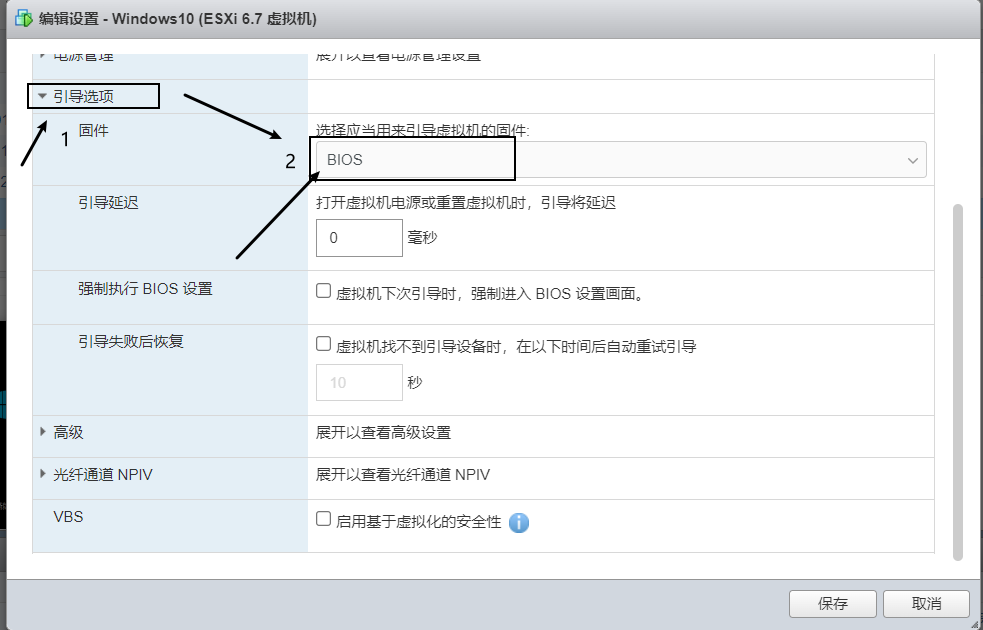 编辑设置 - Windows10 (ESXi 6.7 虚拟机)
电源管理
展开以查看电源管理设置
引导选项
1
固件
选择应当用来引导虚拟机的固件:
2
BIOS
引导延迟
打开虚拟机电源或重置虚拟机时，引导将延迟
0 毫秒
强制执行 BIOS 设置
虚拟机下次引导时，强制进入 BIOS 设置画面。
引导失败后恢复
虚拟机找不到引导设备时，在以下时间后自动重试引导
10 秒
高级
展开以查看高级设置
光纤通道 NPIV
展开以查看光纤通道 NPIV
VBS
启用基于虚拟化的安全性
保存
取消